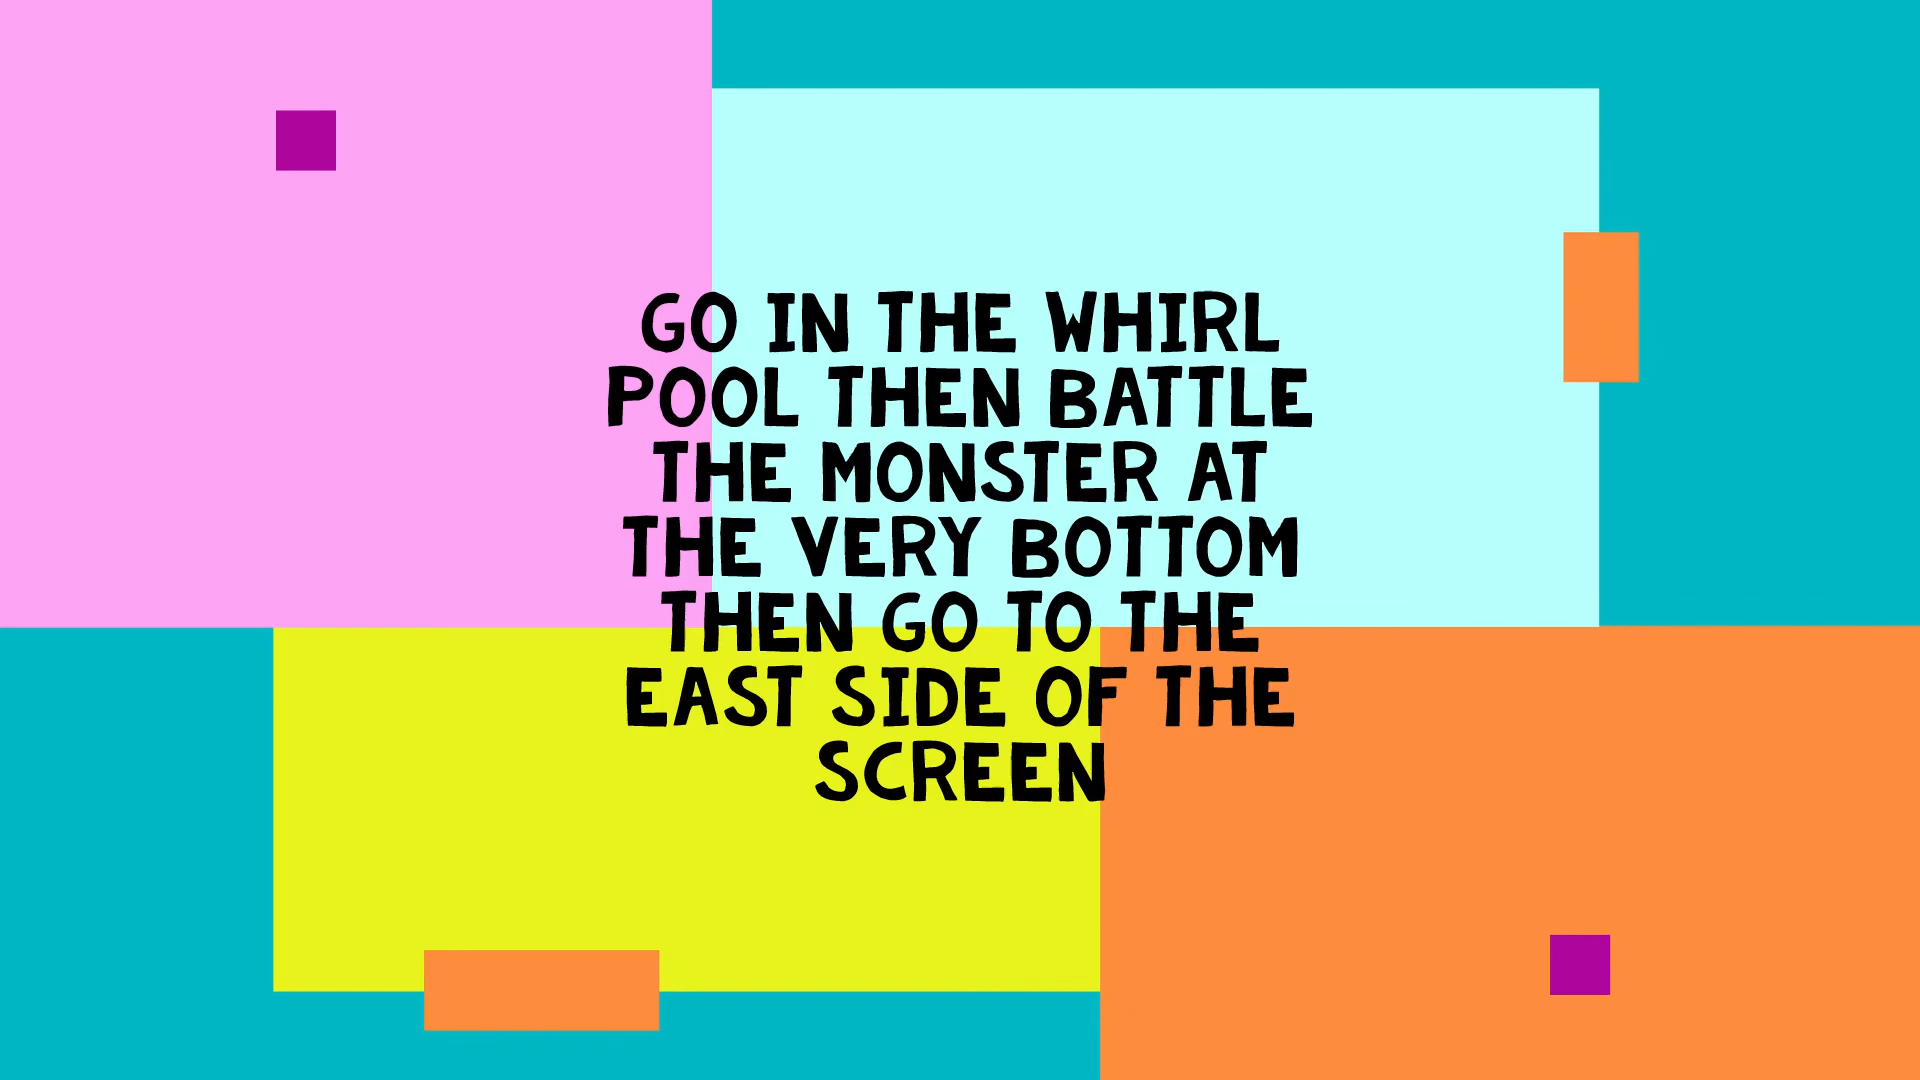 GO IN THE WHIRL
POOL THEN BATTLE
THE MONSTER AT
THE VERY BOTTOM
THEN GO TO THE
EAST SIDE OF THE
SCREEN